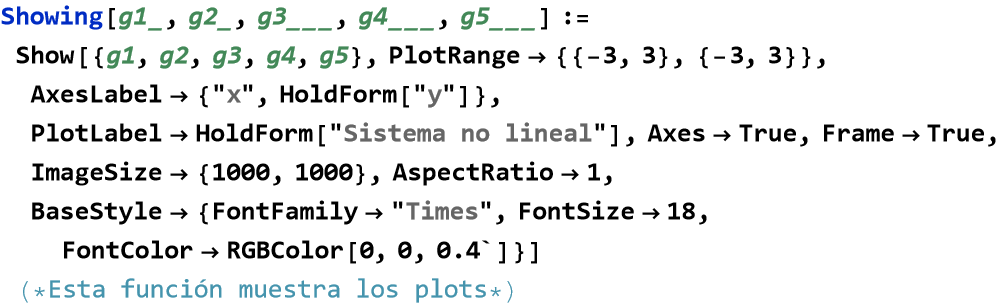 Showing[g1_, g2_, g3___, g4___, g5___] :=
Show[{g1, g2, g3, g4, g5}, PlotRange → {{-3, 3}, {-3, 3}},
AxesLabel → {"x", HoldForm["y"]},
PlotLabel → HoldForm["Sistema no lineal"], Axes → True, Frame → True,
ImageSize → {1000, 1000}, AspectRatio → 1,
BaseStyle → {FontFamily → "Times", FontSize → 18,
FontColor → RGBColor[0, 0, 0.4`]}]
(*Esta función muestra los plots*)